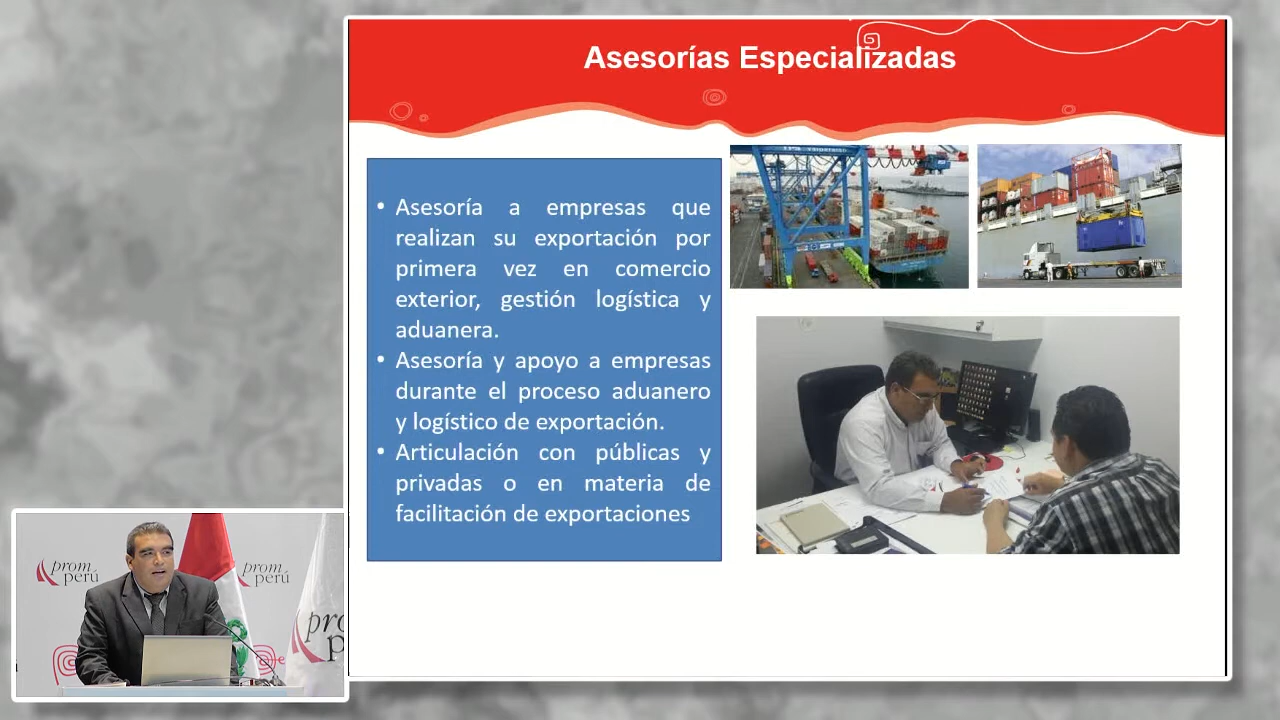 Asesorías Especializadas
• Asesoría a empresas que
realizan su exportación por
primera vez en comercio
exterior, gestión logística y
aduanera.
• Asesoría y apoyo a empresas
durante el proceso aduanero
y logístico de exportación.
• Articulación con públicas y
privadas o en materia de
facilitación de exportaciones
prom
perú
prom
perú
pro
p